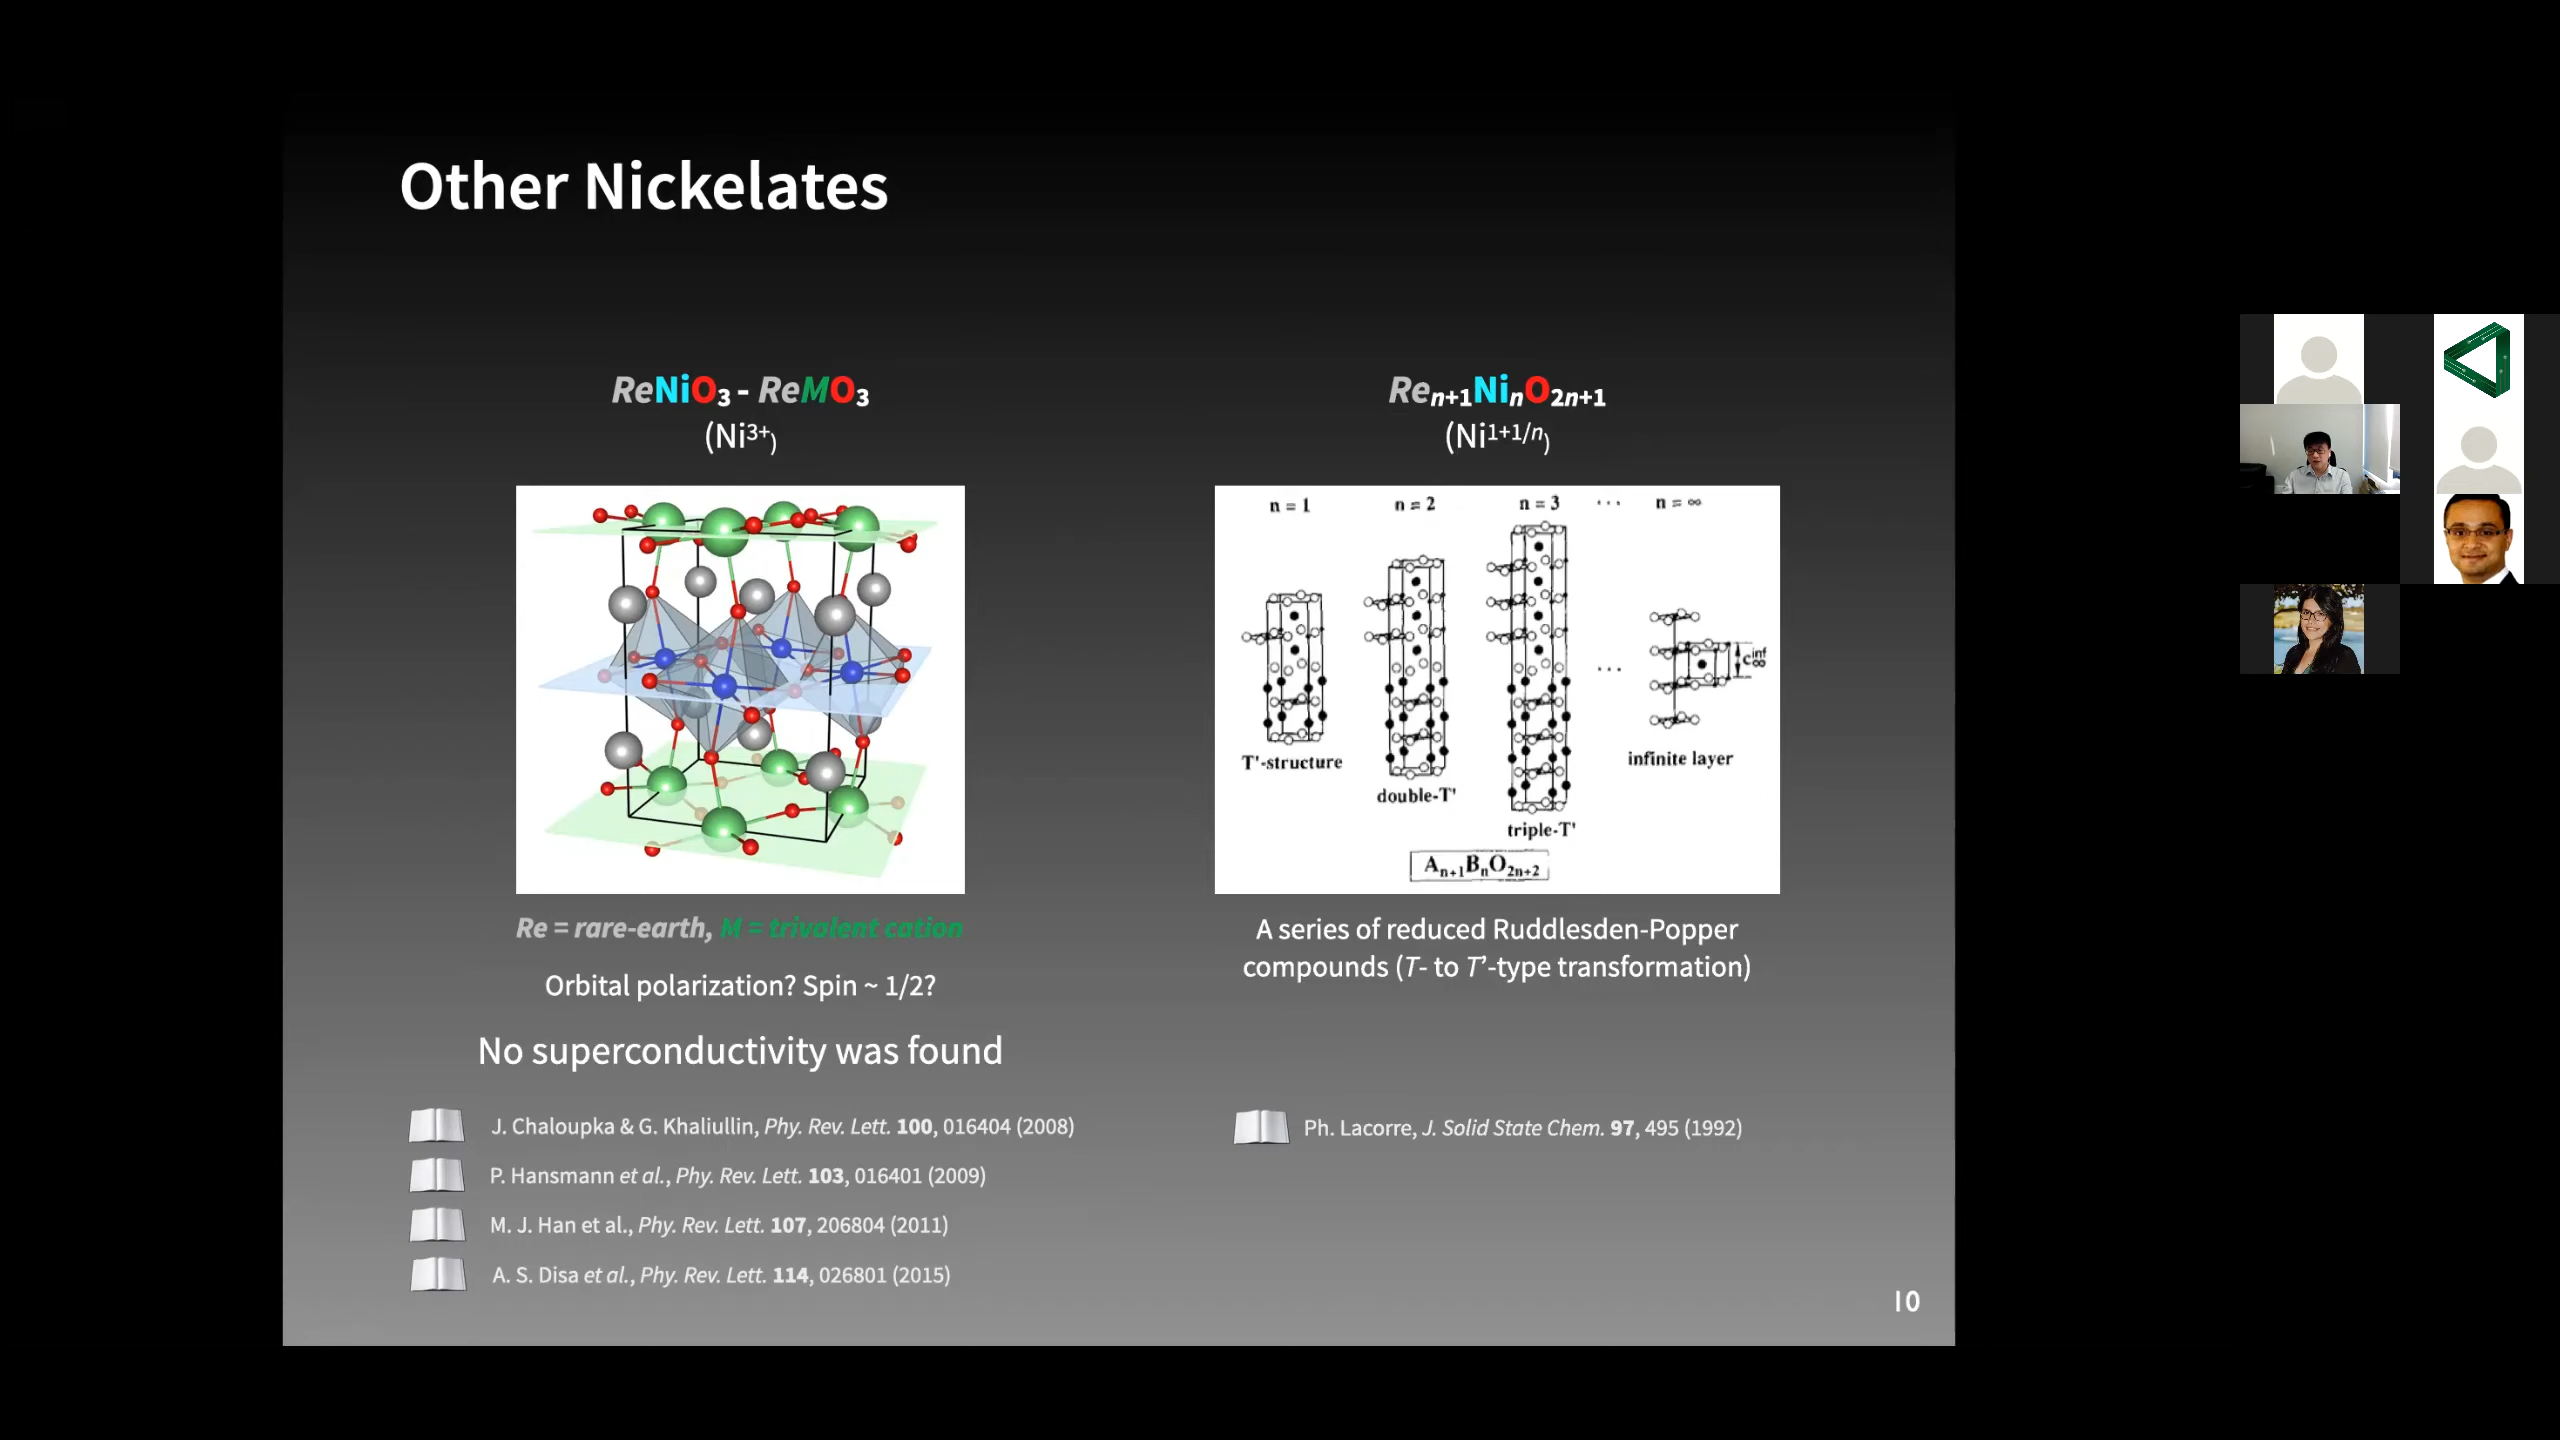 Other Nickelates
ReNiO3 - ReMO3
(Ni3+)
Re = rare-earth, M = trivalent cation
Orbital polarization? Spin ~ 1/2?
No superconductivity was found
J. Chaloupka & G. Khaliullin, Phy. Rev. Lett. 100, 016404 (2008)
P. Hansmann et al., Phy. Rev. Lett. 103, 016401 (2009)
M. J. Han et al., Phy. Rev. Lett. 107, 206804 (2011)
A. S. Disa et al., Phy. Rev. Lett. 114, 026801 (2015)
Ren+1NinO2n+1
(Ni1+1/n)
n = 1 n = 2 n = 3 ··· n = ∞
···
c inf ∞
T'-structure
double-T'
triple-T'
infinite layer
An+1BnO2n+2
A series of reduced Ruddlesden-Popper
compounds (T- to T’-type transformation)
Ph. Lacorre, J. Solid State Chem. 97, 495 (1992)
10